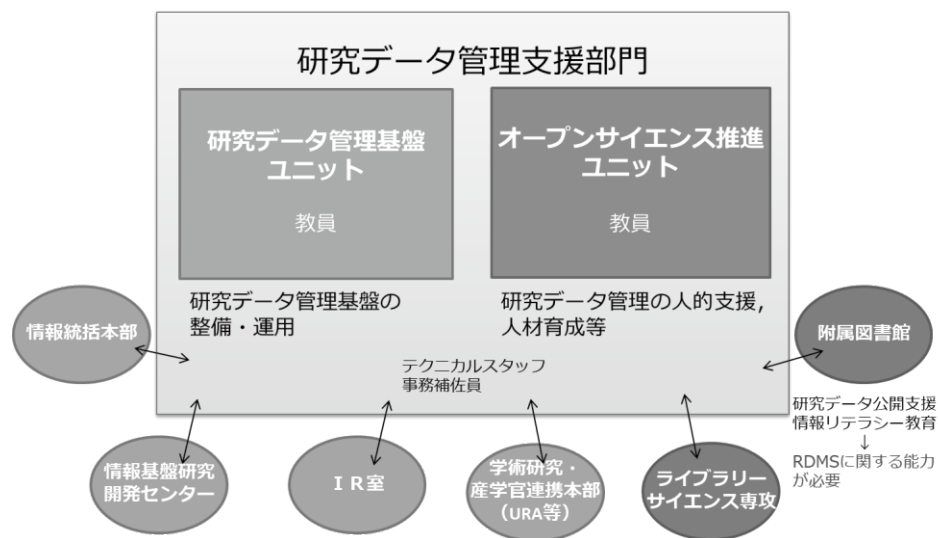 研究データ管理支援部門
研究データ管理基盤
ユニット
教員
オープンサイエンス推進
ユニット
教員
研究データ管理基盤の
整備・運用
研究データ管理の人的支援,
人材育成等
テクニカルスタッフ
事務補佐員
情報統括本部
附属図書館
研究データ公開支援
情報リテラシー教育
↓
RDMSに関する能力
が必要
情報基盤研究
開発センター
ＩＲ室
学術研究・
産学官連携本部
（URA等）
ライブラリー
サイエンス専攻